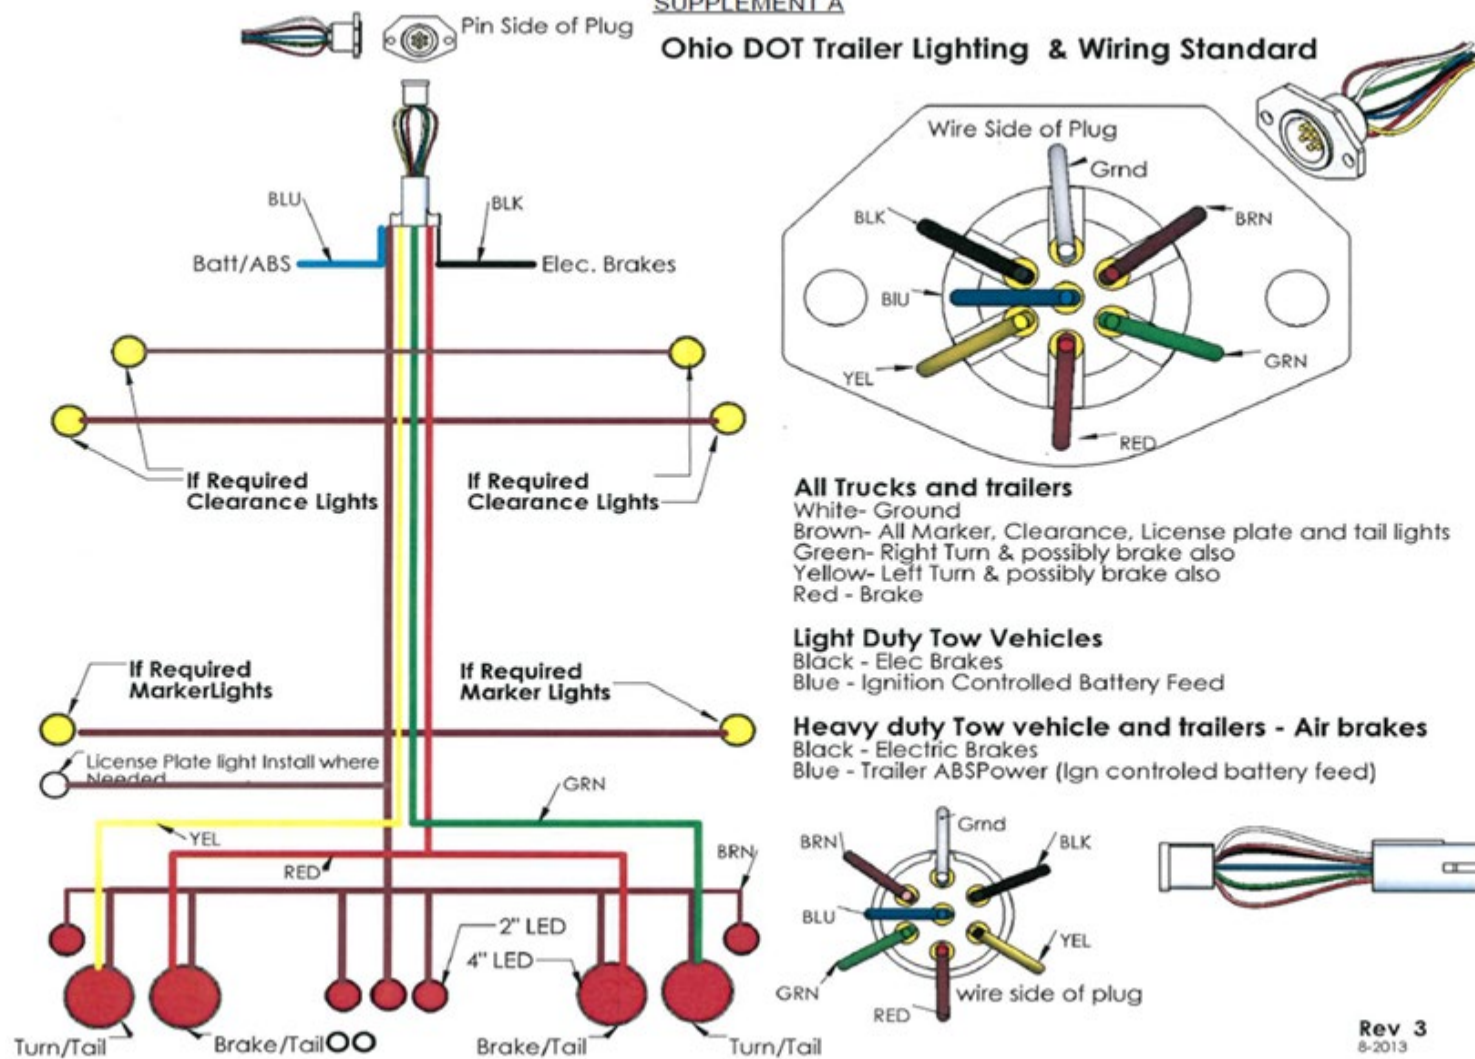 SUPPLEMENT A
Pin Side of Plug
Ohio DOT Trailer Lighting & Wiring Standard
Wire Side of Plug
Grnd
BLK
BRN
BlU
YEL
GRN
RED
BLU
BLK
Batt/ABS
Elec. Brakes
If Required
Clearance Lights
If Required
Clearance Lights
All Trucks and trailers
White- Ground
Brown- All Marker, Clearance, License plate and tail lights
Green- Right Turn & possibly brake also
Yellow- Left Turn & possibly brake also
Red - Brake
Light Duty Tow Vehicles
Black - Elec Brakes
Blue - Ignition Controlled Battery Feed
Heavy duty Tow vehicle and trailers - Air brakes
Black - Electric Brakes
Blue - Trailer ABSPower (Ign controled battery feed)
If Required
MarkerLights
If Required
Marker Lights
License Plate light Install where
Needed
GRN
YEL
RED
BRN
2" LED
4" LED
Turn/Tail
Brake/Tail
Brake/Tail
Turn/Tail
Grnd
BRN
BLK
BLU
YEL
GRN
RED
wire side of plug
Rev 3
8-2013